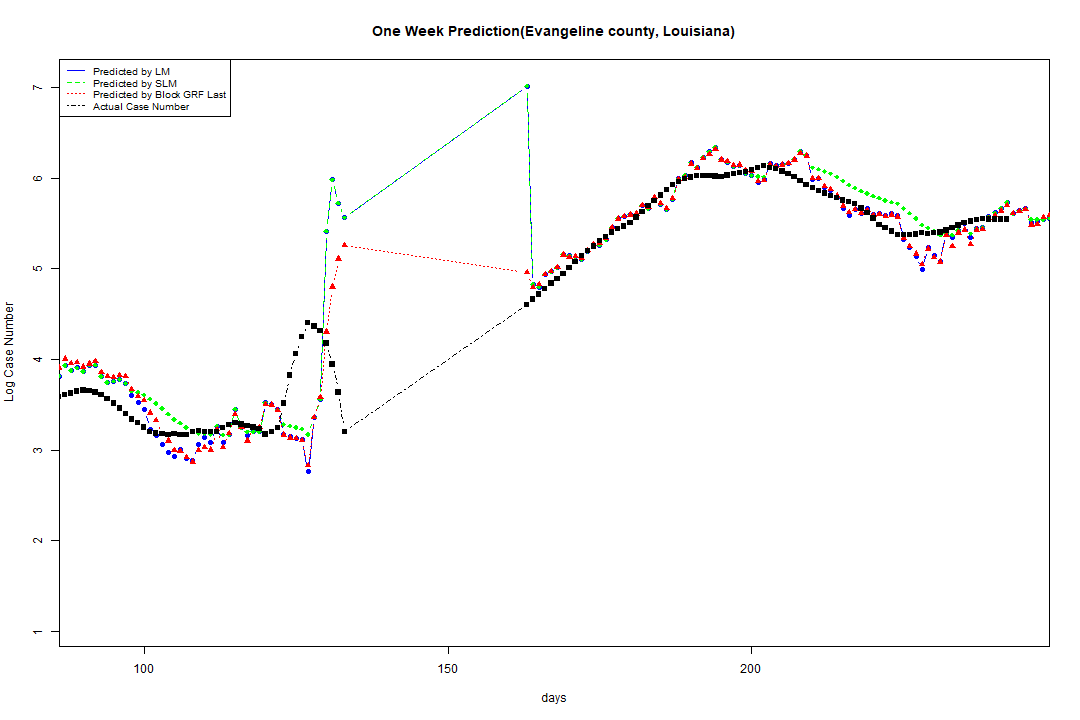 One Week Prediction(Evangeline county, Louisiana)
Predicted by LM
Predicted by SLM
Predicted by Block GRF Last
Actual Case Number
7
6
5
4
3
2
1
Log Case Number
100 150 200
days